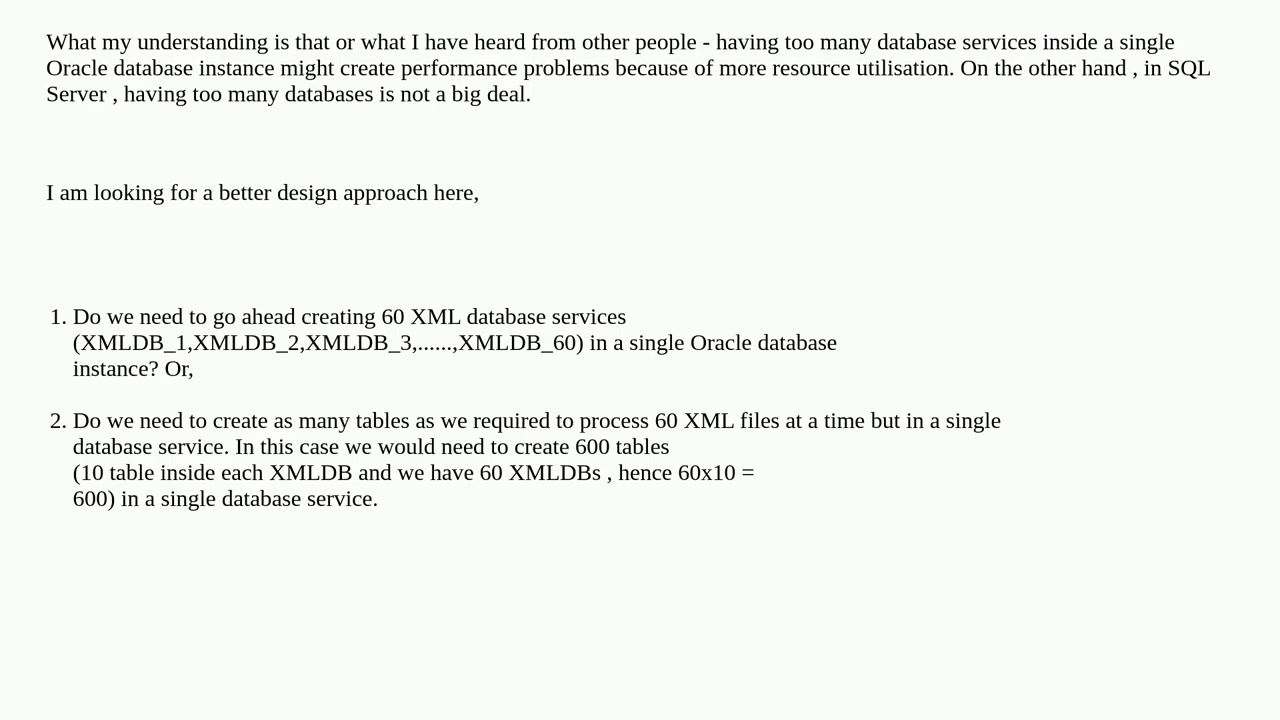 What my understanding is that or what I have heard from other people - having too many database services inside a single
Oracle database instance might create performance problems because of more resource utilisation. On the other hand , in SQL
Server , having too many databases is not a big deal.
I am looking for a better design approach here,
1. Do we need to go ahead creating 60 XML database services
(XMLDB_1,XMLDB_2,XMLDB_3,......,XMLDB_60) in a single Oracle database
instance? Or,
2. Do we need to create as many tables as we required to process 60 XML files at a time but in a single
database service. In this case we would need to create 600 tables
(10 table inside each XMLDB and we have 60 XMLDBs , hence 60x10 =
600) in a single database service.